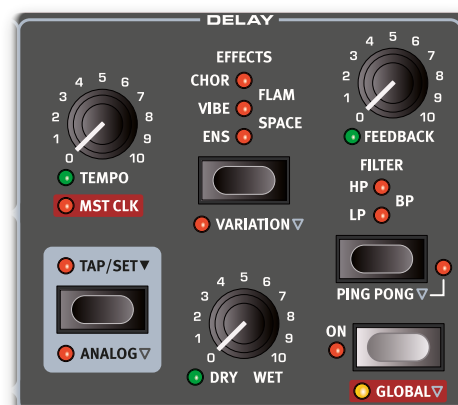 DELAY
EFFECTS
CHOR
FLAM
VIBE
SPACE
ENS
VARIATION▽
0 1 2 3 4 5 6 7 8 9 10
TEMPO
MST CLK
0 1 2 3 4 5 6 7 8 9 10
FEEDBACK
FILTER
HP
BP
LP
PING PONG▽
TAP/SET▼
ANALOG▽
0 1 2 3 4 5 6 7 8 9 10
DRY WET
ON
GLOBAL▽